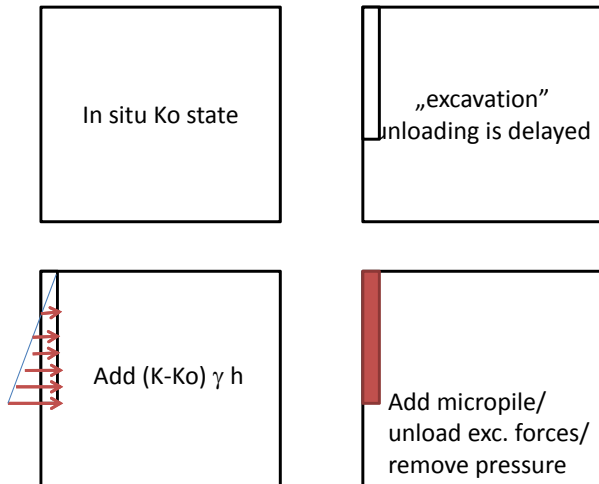 In situ Ko state
„excavation”
unloading is delayed
Add (K-Ko) γ h
Add micropile/
unload exc. forces/
remove pressure